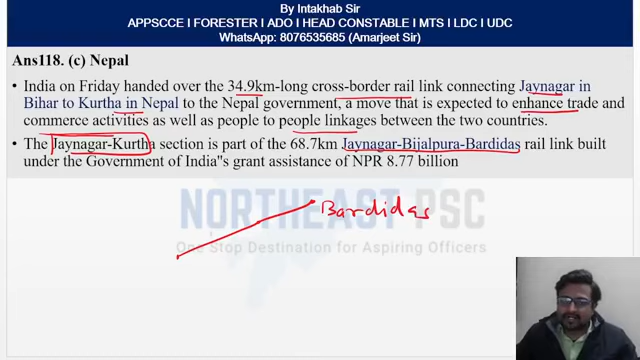 By Intakhab Sir
APPSCCE I FORESTER I ADO I HEAD CONSTABLE I MTS I LDC I UDC
WhatsApp: 8076535685 (Amarjeet Sir)
Ans118. (c) Nepal
• India on Friday handed over the 34.9km-long cross-border rail link connecting Jaynagar in
Bihar to Kurtha in Nepal to the Nepal government, a move that is expected to enhance trade and
commerce activities as well as people to people linkages between the two countries.
• The Jaynagar-Kurtha section is part of the 68.7km Jaynagar-Bijalpura-Bardidas rail link built
under the Government of India"s grant assistance of NPR 8.77 billion
NORTHEAST PSC
Bardidas
One Stop Destination for Aspiring Officers